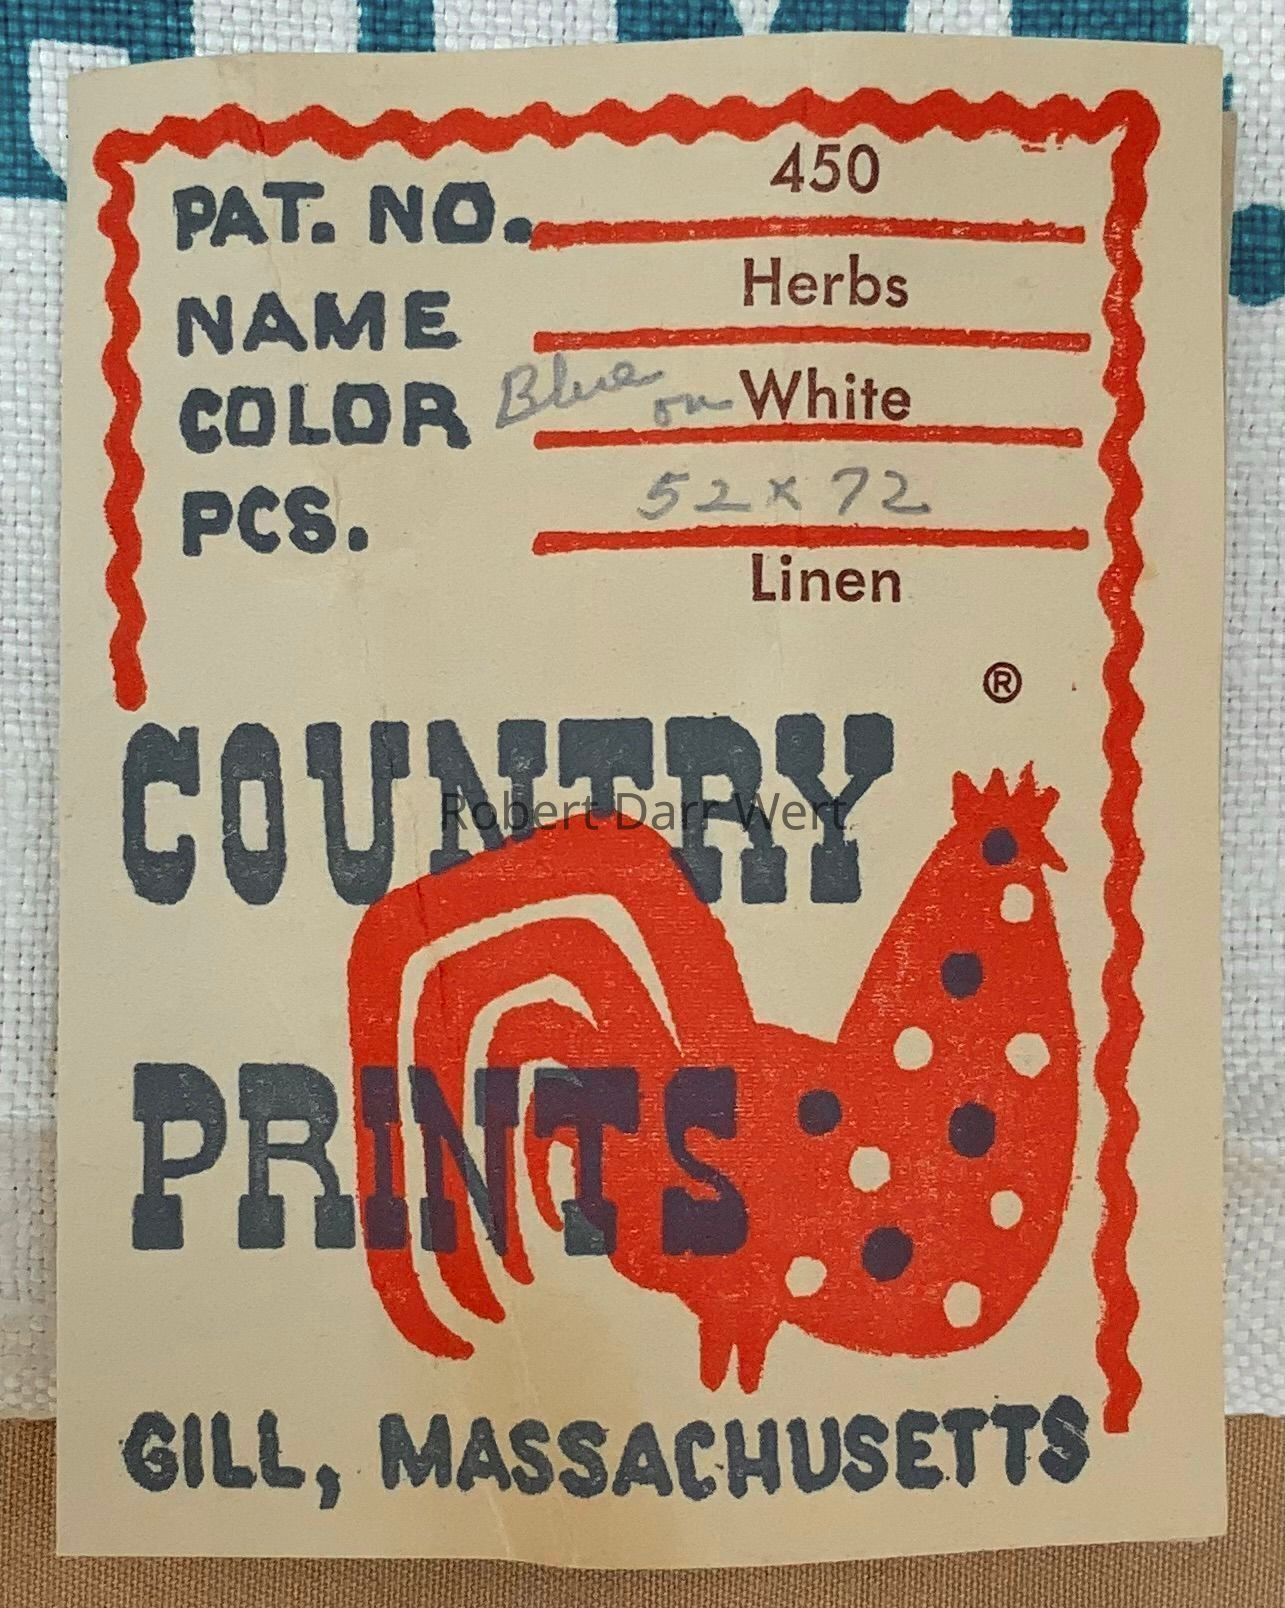 PAT. NO. 450
NAME Herbs
COLOR Blue on White
PCS. 52 x 72
Linen
®
COUNTRY
Robert Darr Wert
PRINTS
GILL, MASSACHUSETTS